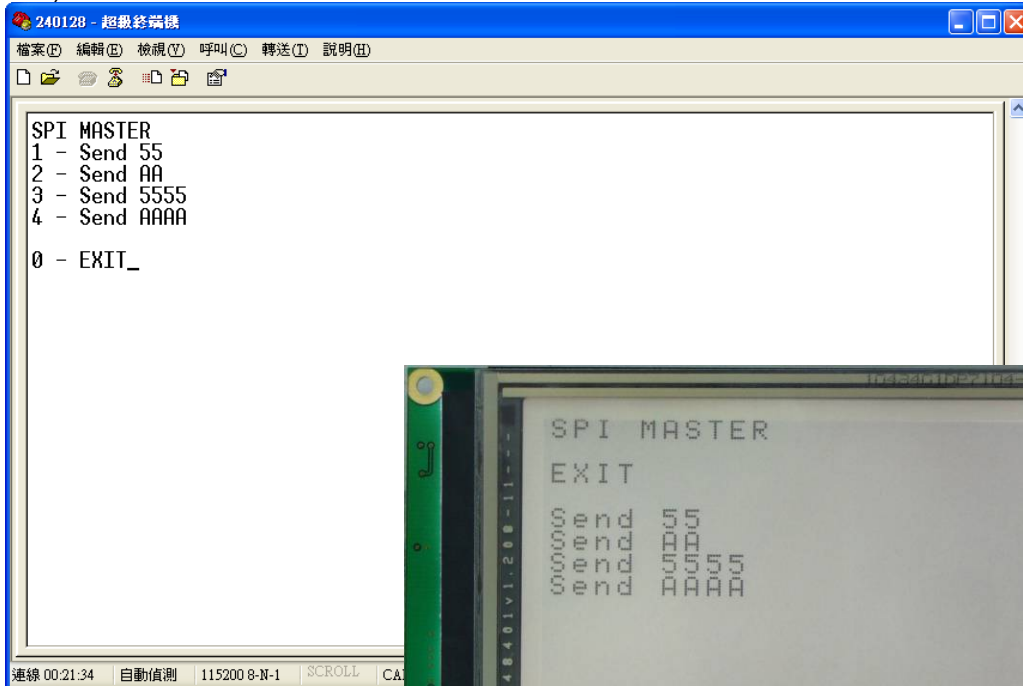 240128 - 超級終端機
檔案(F) 編輯(E) 檢視(V) 呼叫(C) 轉送(T) 說明(H)
SPI MASTER
1 - Send 55
2 - Send AA
3 - Send 5555
4 - Send AAAA
0 - EXIT_
SPI MASTER
EXIT
Send 55
Send AA
Send 5555
Send AAAA
連線 00:21:34 自動偵測 115200 8-N-1 SCROLL